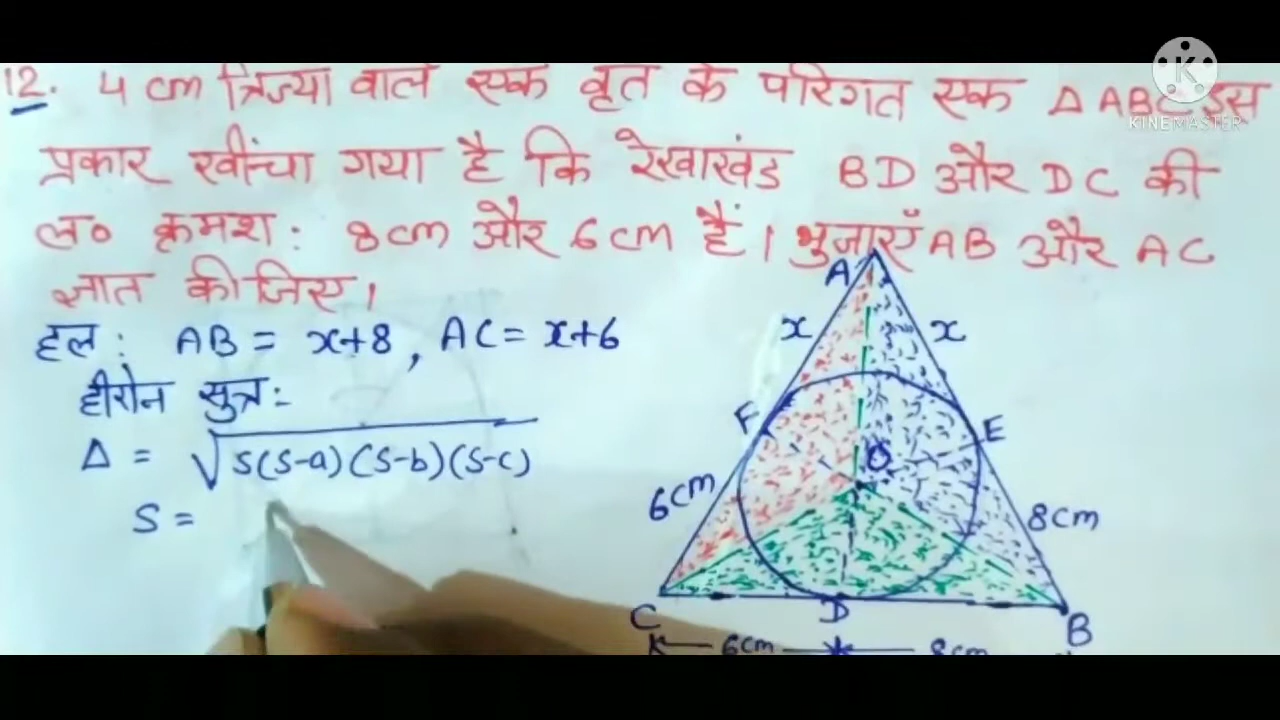 12. 4 cm त्रिज्या वाले एक वृत के परिगत एक Δ ABC इस
प्रकार खींचा गया है कि रेखाखंड BD और DC की
ल० क्रमश: 8cm और 6cm हैं। भुजाएँ AB और AC
ज्ञात कीजिए।
हल: AB = x+8, AC = x+6
हीरोन सुत्र:-
Δ = √s(s-a)(s-b)(s-c)
S =
A
x x
F E
O
6cm 8cm
C D B
6cm 8cm
K
KINEMASTER